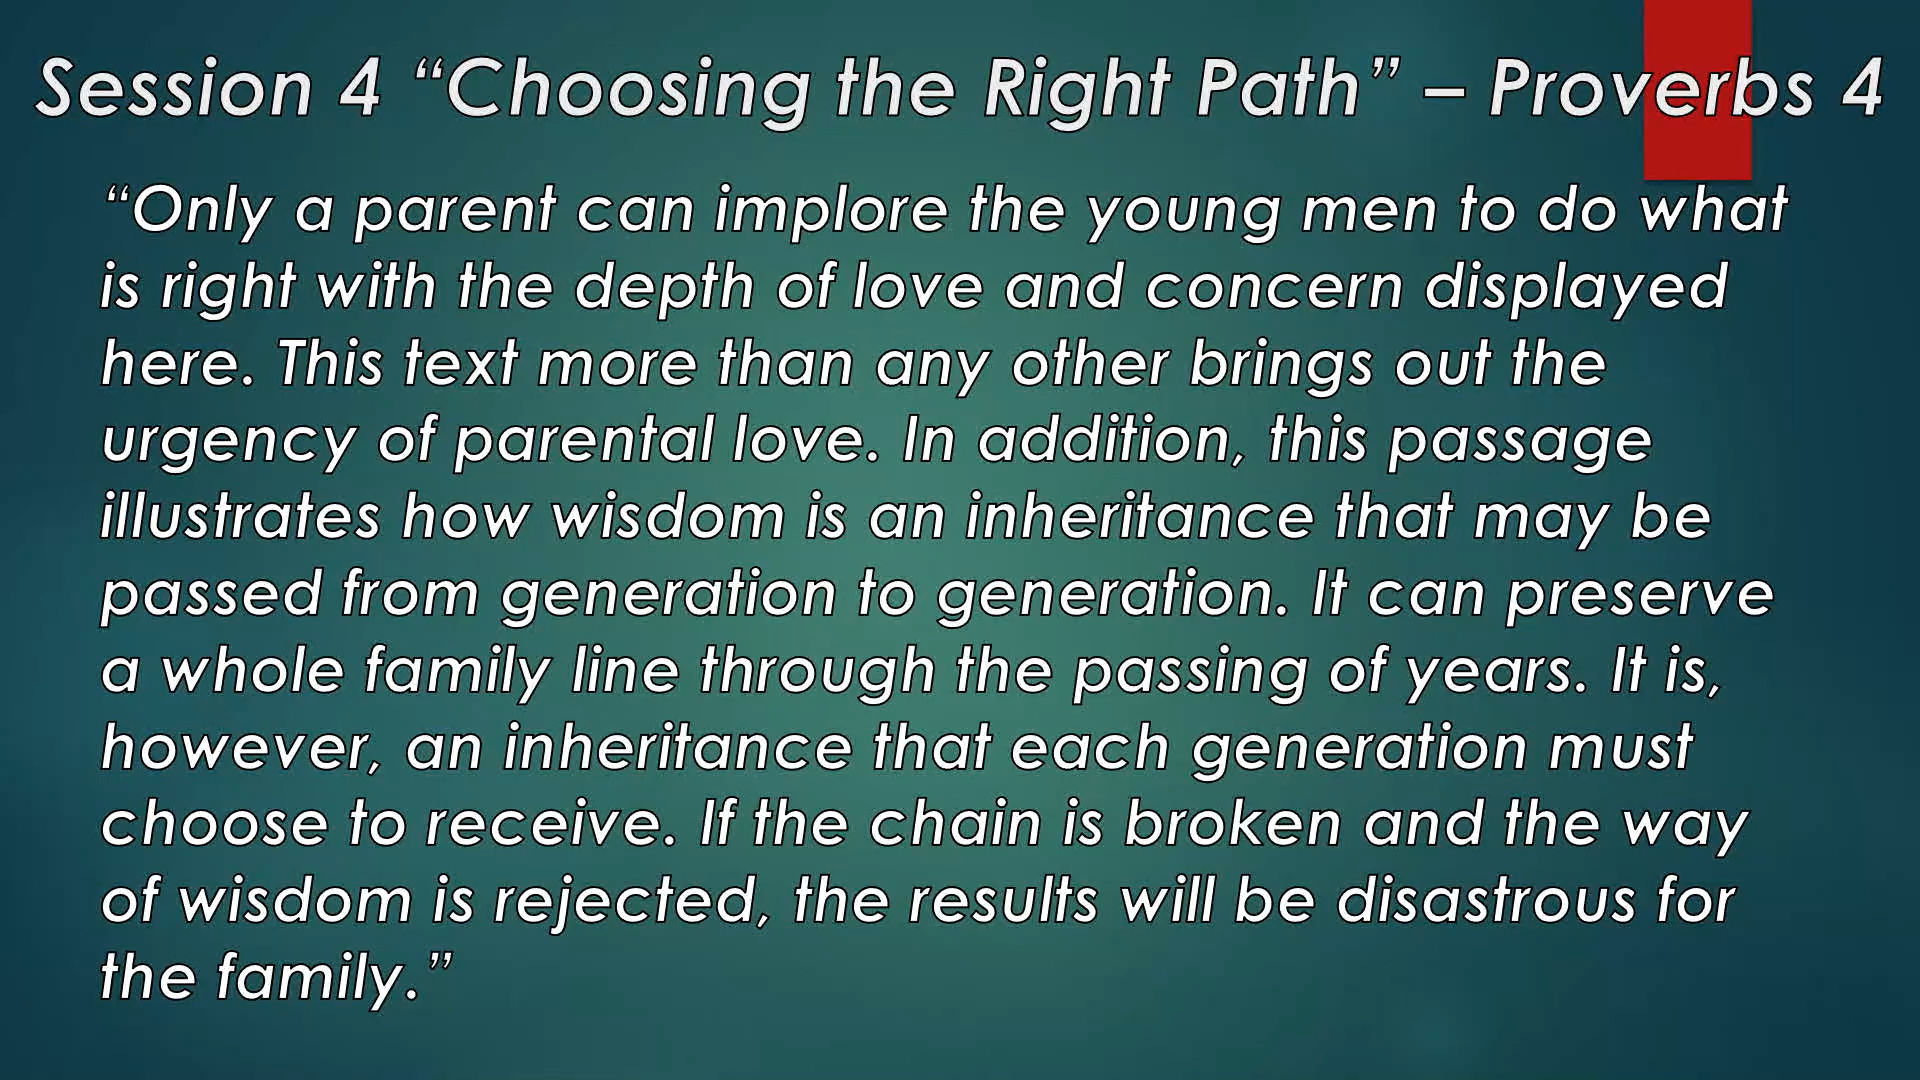 Session 4 “Choosing the Right Path” – Proverbs 4
“Only a parent can implore the young men to do what
is right with the depth of love and concern displayed
here. This text more than any other brings out the
urgency of parental love. In addition, this passage
illustrates how wisdom is an inheritance that may be
passed from generation to generation. It can preserve
a whole family line through the passing of years. It is,
however, an inheritance that each generation must
choose to receive. If the chain is broken and the way
of wisdom is rejected, the results will be disastrous for
the family.”